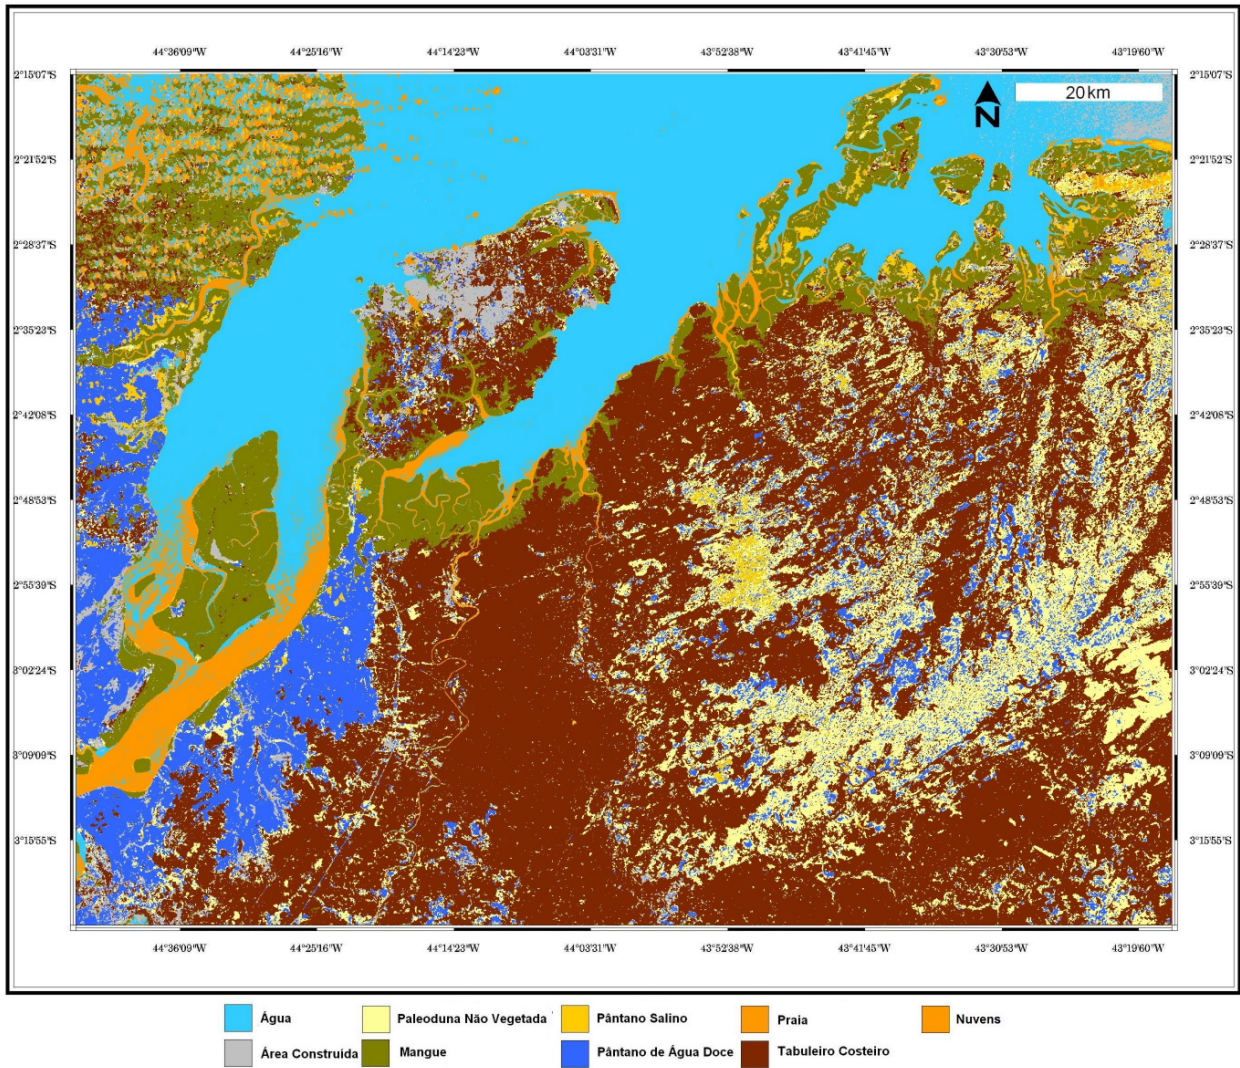 44°36'09"W 44°25'16"W 44°14'23"W 44°03'31"W 43°52'38"W 43°41'45"W 43°30'53"W 43°19'60"W
2°15'07"S 2°15'07"S
20 km
N
2°21'52"S 2°21'52"S
2°28'37"S 2°28'37"S
2°35'23"S 2°35'23"S
2°42'08"S 2°42'08"S
2°48'53"S 2°48'53"S
2°55'39"S 2°55'39"S
3°02'24"S 3°02'24"S
3°09'09"S 3°09'09"S
3°15'55"S 3°15'55"S
44°36'09"W 44°25'16"W 44°14'23"W 44°03'31"W 43°52'38"W 43°41'45"W 43°30'53"W 43°19'60"W
Água Paleoduna Não Vegetada Pântano Salino Praia Nuvens
Área Construida Mangue Pântano de Água Doce Tabuleiro Costeiro